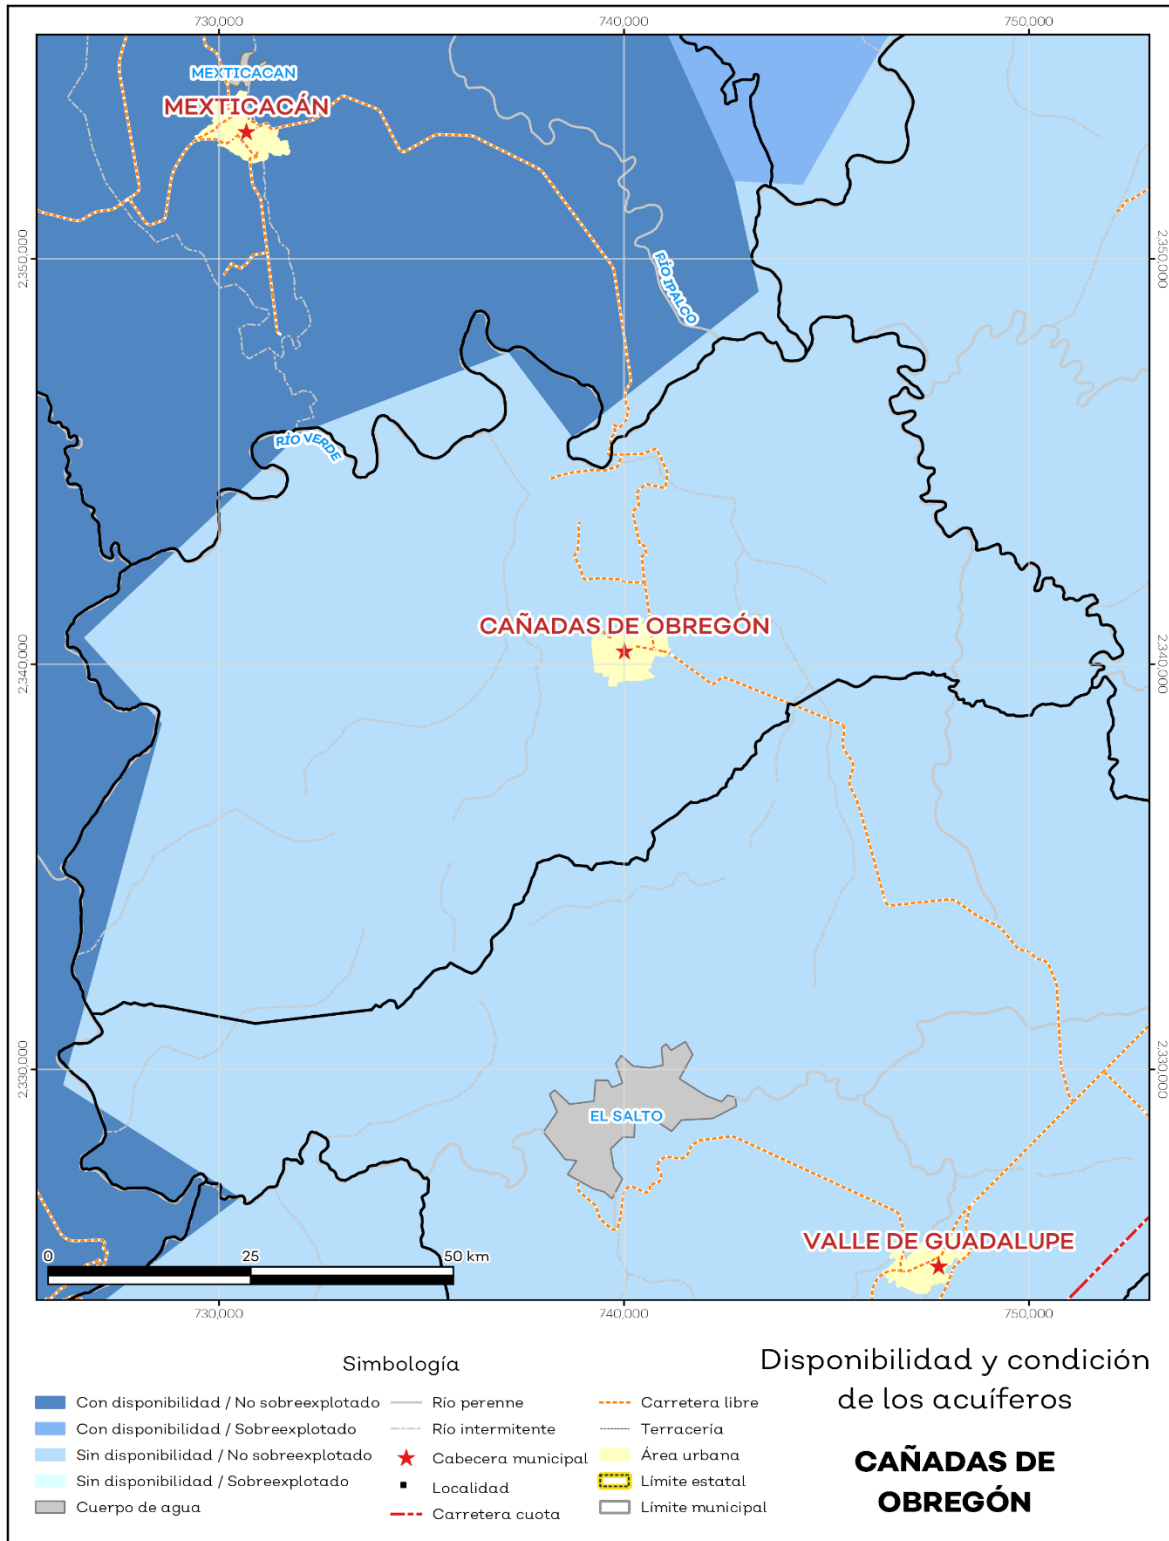 730,000
740,000
750,000
MEXTICACAN
MEXTICACÁN
2,350,000
2,350,000
RÍO IPALCO
RÍO VERDE
CAÑADAS DE OBREGÓN
2,340,000
2,340,000
2,330,000
2,330,000
EL SALTO
VALLE DE GUADALUPE
0 25 50 km
730,000
740,000
750,000
Simbología
Con disponibilidad / No sobreexplotado
Con disponibilidad / Sobreexplotado
Sin disponibilidad / No sobreexplotado
Sin disponibilidad / Sobreexplotado
Cuerpo de agua
Río perenne
Río intermitente
Cabecera municipal
Localidad
Carretera cuota
Carretera libre
Terracería
Área urbana
Límite estatal
Límite municipal
Disponibilidad y condición
de los acuíferos
CAÑADAS DE
OBREGÓN